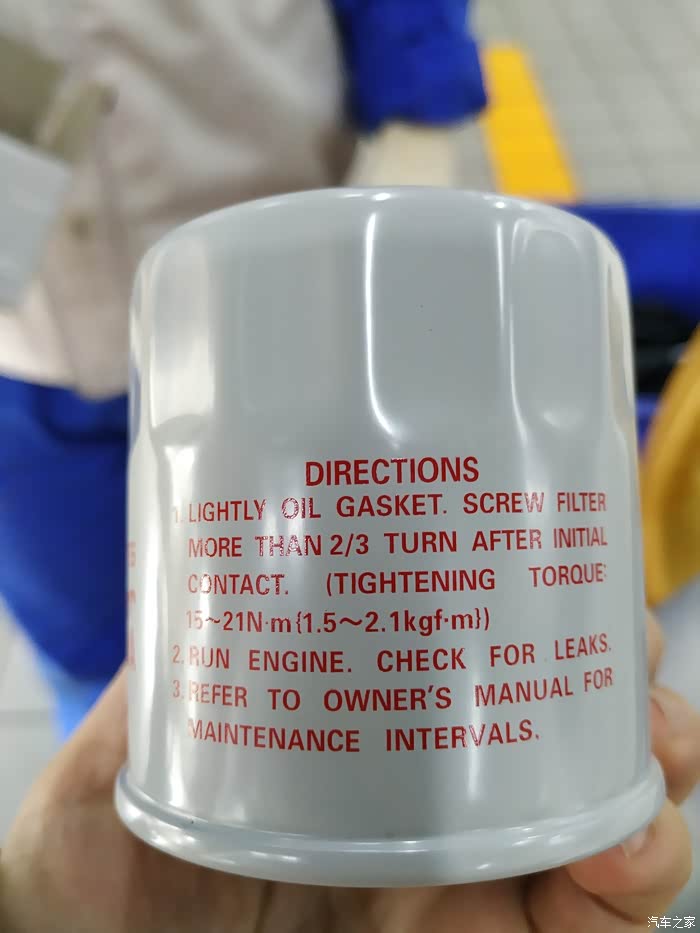 DIRECTIONS
1. LIGHTLY OIL GASKET. SCREW FILTER
MORE THAN 2/3 TURN AFTER INITIAL
CONTACT. (TIGHTENING TORQUE:
15~21N·m{1.5~2.1kgf·m})
2. RUN ENGINE. CHECK FOR LEAKS.
3. REFER TO OWNER'S MANUAL FOR
MAINTENANCE INTERVALS.
汽车之家